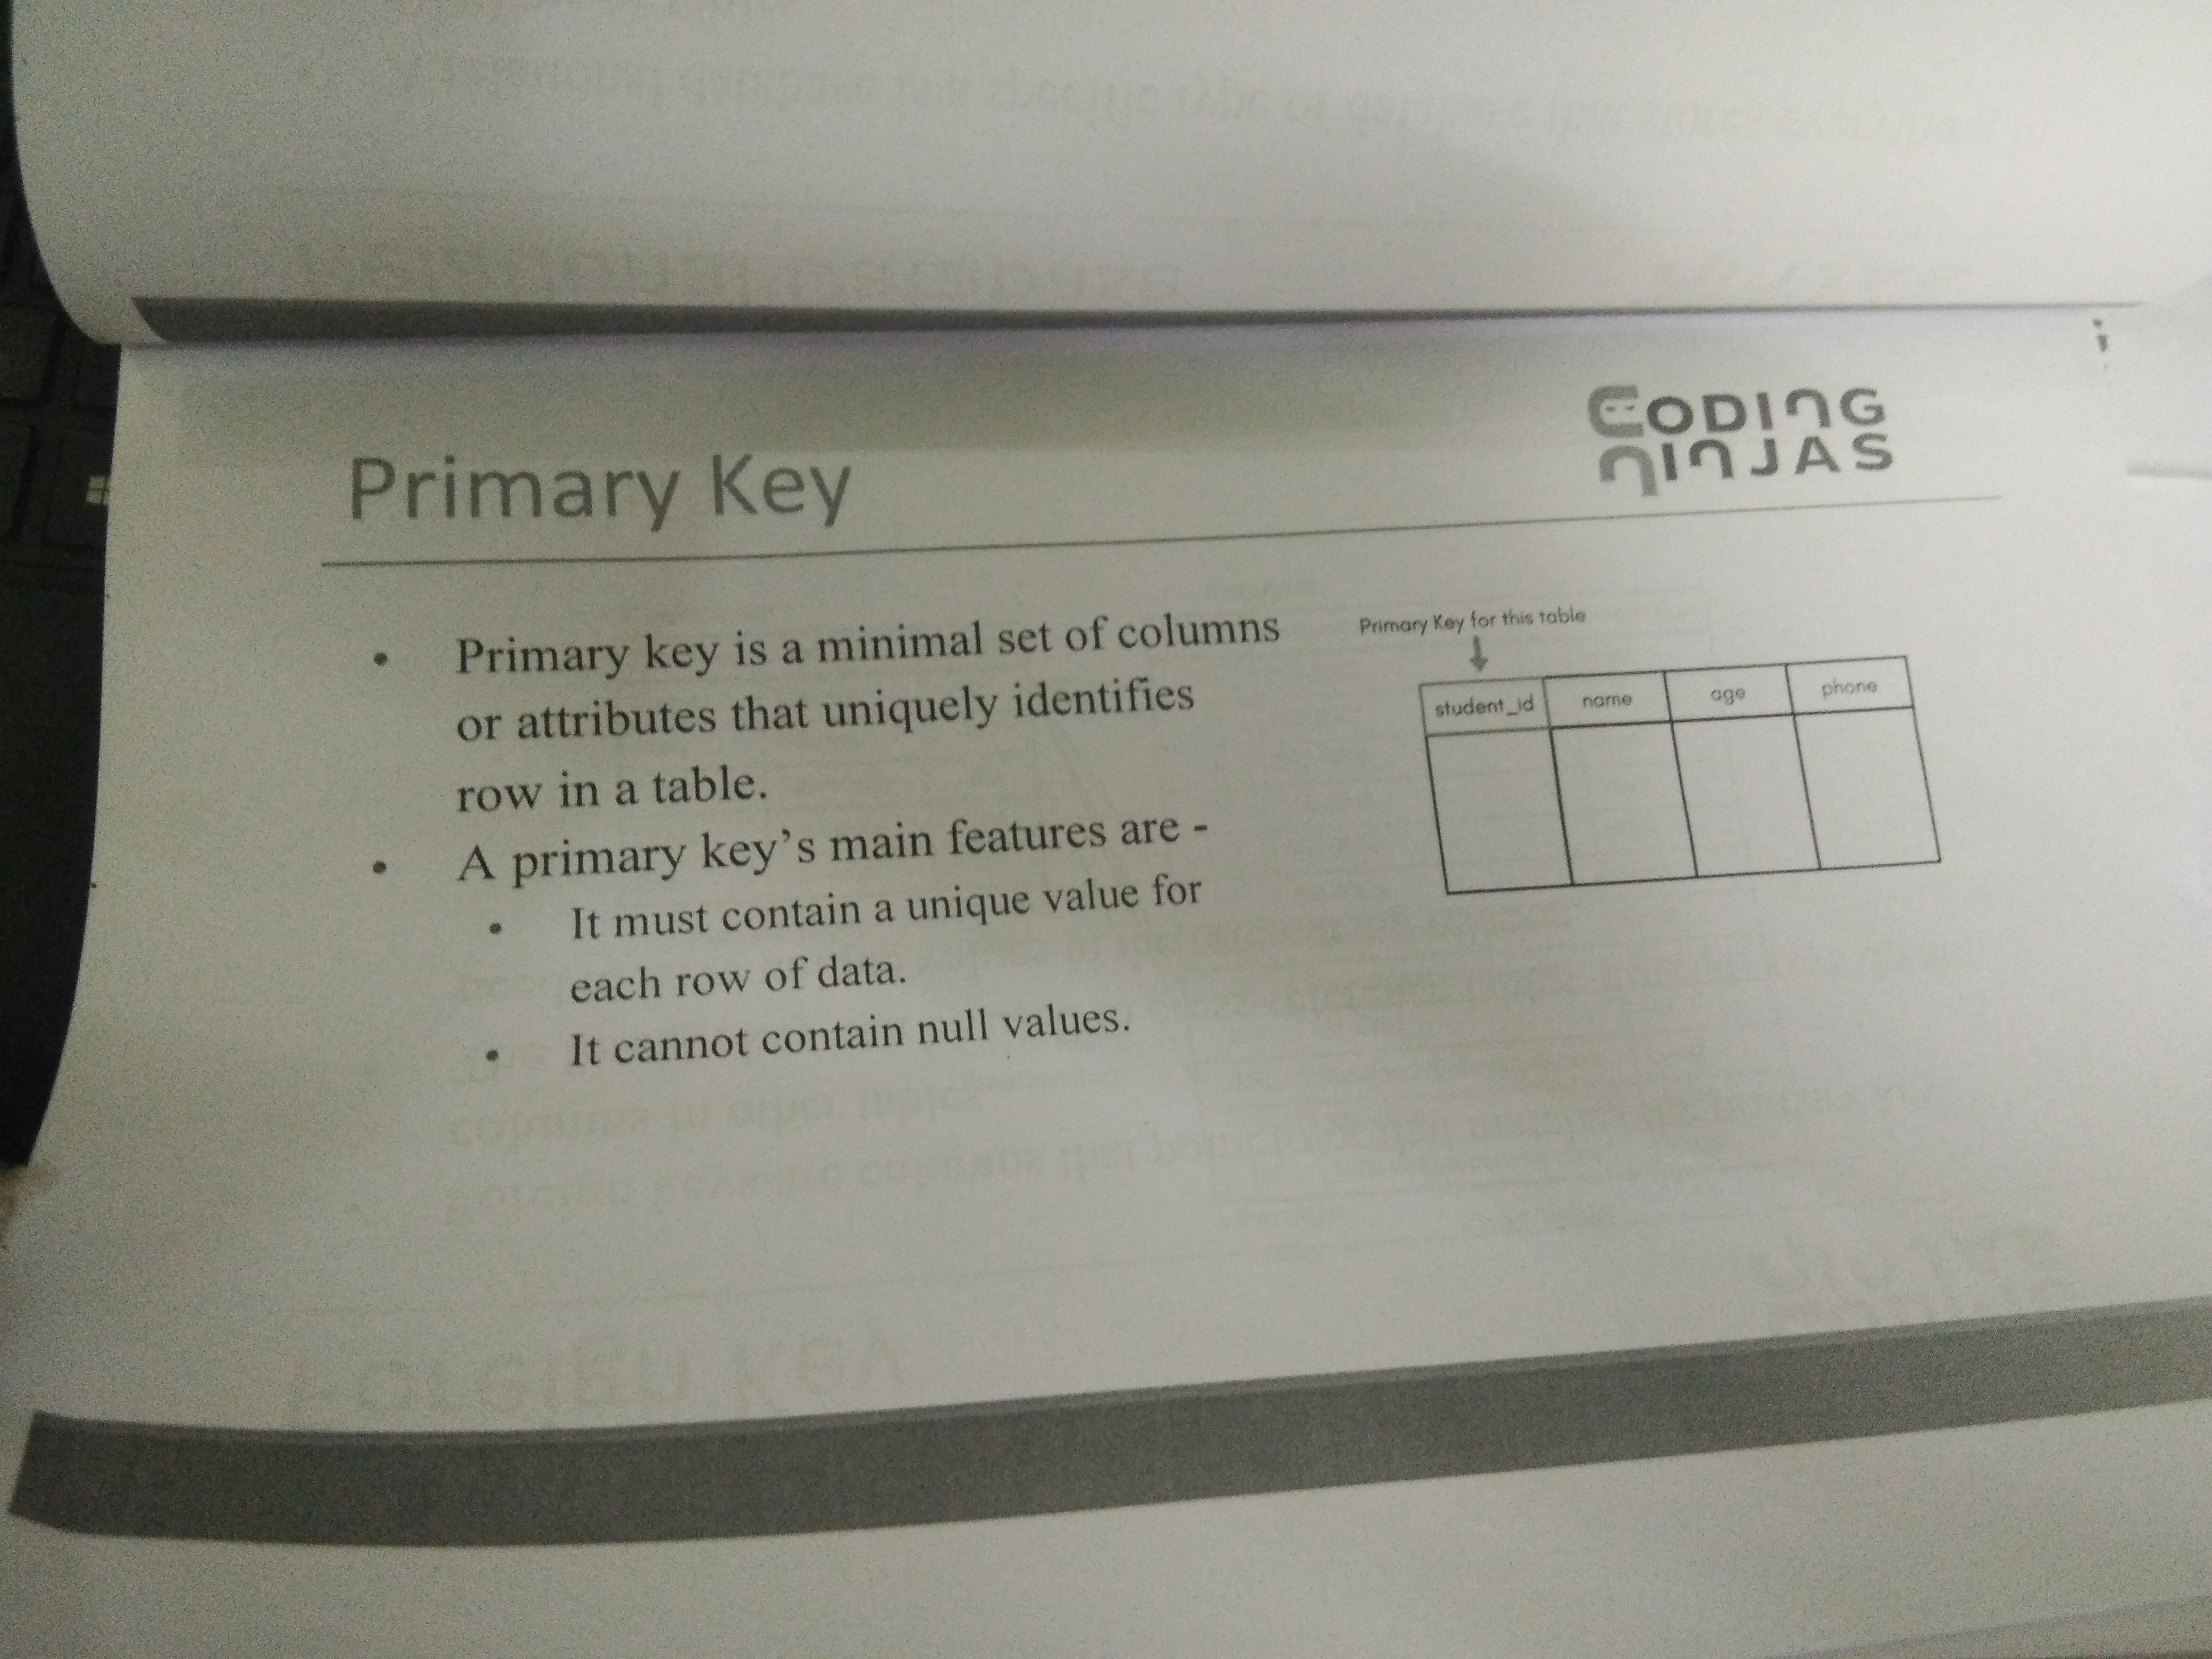 Primary Key
CODING
NINJAS
Primary key is a minimal set of columns
or attributes that uniquely identifies
row in a table.
A primary key's main features are -
It must contain a unique value for
each row of data.
It cannot contain null values.
Primary Key for this table
student_id name age phone